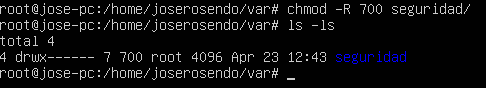 root@jose-pc:/home/joserosendo/var# chmod -R 700 seguridad/
root@jose-pc:/home/joserosendo/var# ls -ls
total 4
4 drwx------ 7 700 root 4096 Apr 23 12:43 seguridad
root@jose-pc:/home/joserosendo/var# _